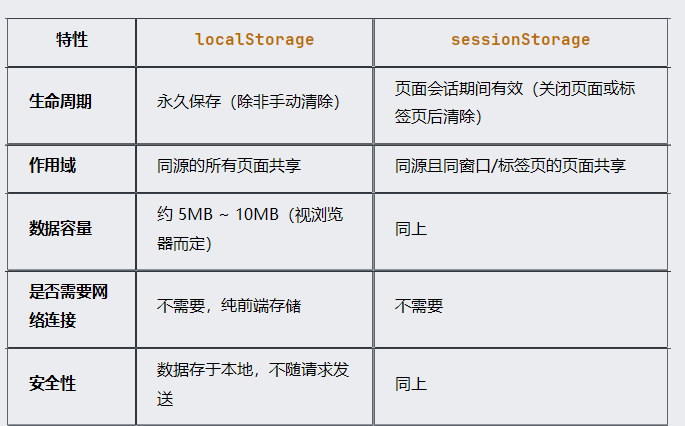 特性
localStorage
sessionStorage
生命周期
永久保存（除非手动清除）
页面会话期间有效（关闭页面或标
签页后清除）
作用域
同源的所有页面共享
同源且同窗口/标签页的页面共享
数据容量
约 5MB ~ 10MB（视浏览
器而定）
同上
是否需要网
络连接
不需要，纯前端存储
不需要
安全性
数据存于本地，不随请求发
送
同上